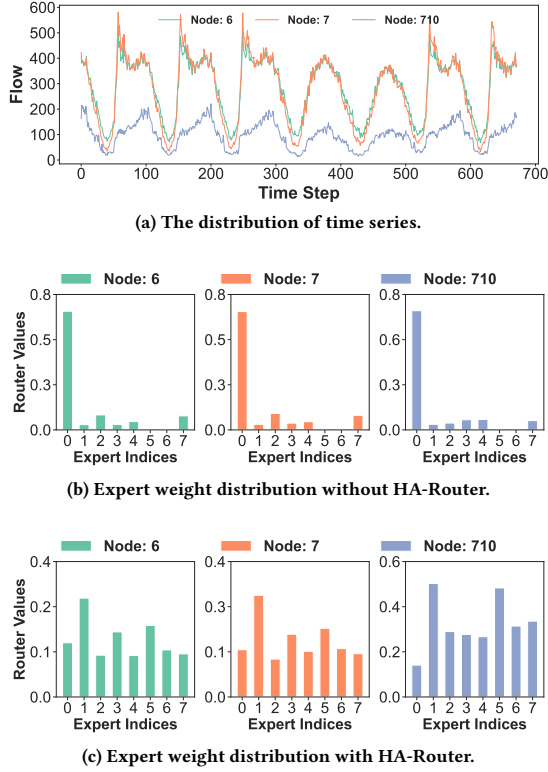 600
500
400
300
200
100
0
Flow
Node: 6 Node: 7 Node: 710
0 100 200 300 400 500 600 700
Time Step
(a) The distribution of time series.
Node: 6 Node: 7 Node: 710
Router Values
0.8 0.8 0.8
0.5 0.5 0.5
0.3 0.3 0.3
0.0 0.0 0.0
0 1 2 3 4 5 6 7 0 1 2 3 4 5 6 7 0 1 2 3 4 5 6 7
Expert Indices Expert Indices Expert Indices
(b) Expert weight distribution without HA-Router.
Node: 6 Node: 7 Node: 710
Router Values
0.4 0.4 0.6
0.2 0.3 0.4
0.1 0.1 0.2
0.0 0.0 0.0
0 1 2 3 4 5 6 7 0 1 2 3 4 5 6 7 0 1 2 3 4 5 6 7
Expert Indices Expert Indices Expert Indices
(c) Expert weight distribution with HA-Router.